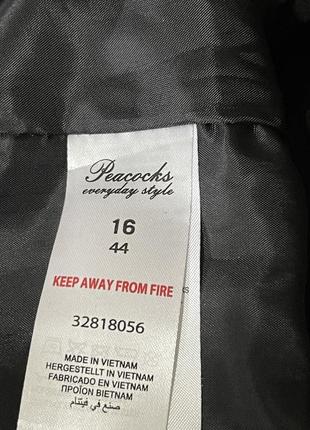 Peacocks
everyday style
16
44
KEEP AWAY FROM FIRE
32818056
MADE IN VIETNAM
HERGESTELLT IN VIETNAM
FABRICADO EN VIETNAM
ΠΡΟΪΟΝ ΒΙΕΤΝΑΜ
صنع في فيتنام